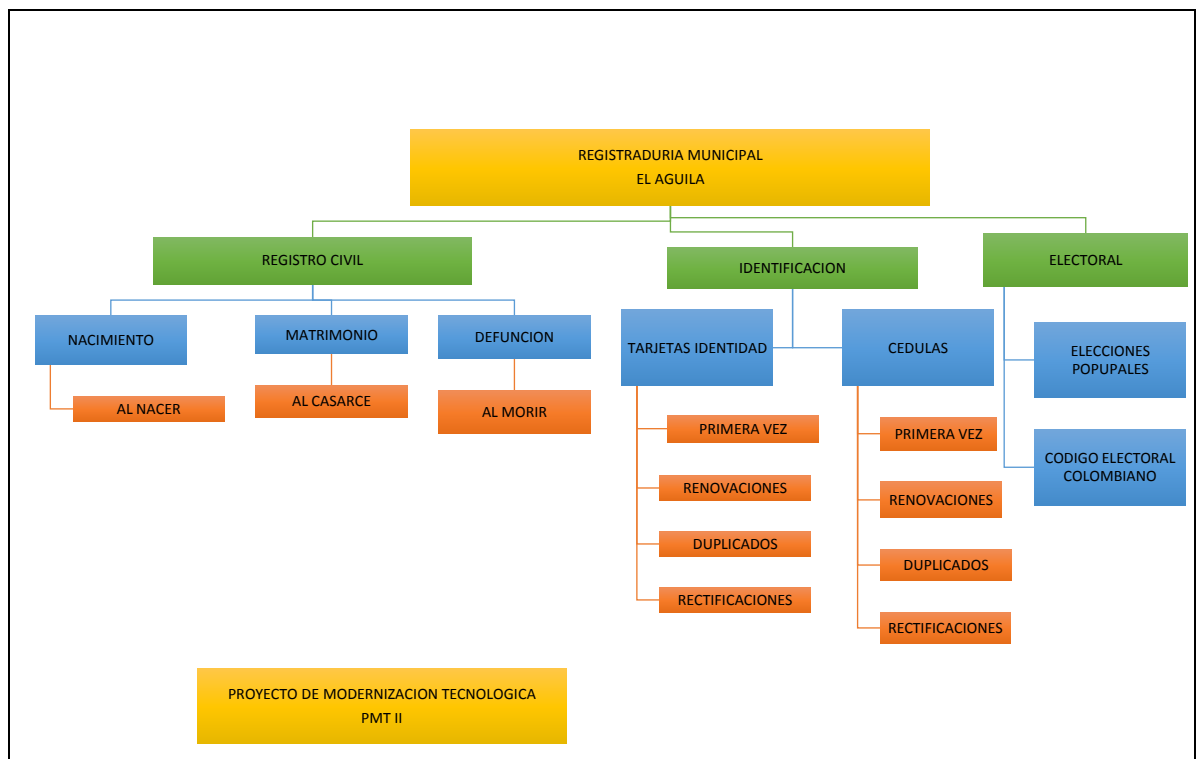 REGISTRADURIA MUNICIPAL
EL AGUILA
REGISTRO CIVIL
IDENTIFICACION
ELECTORAL
NACIMIENTO
MATRIMONIO
DEFUNCION
TARJETAS IDENTIDAD
CEDULAS
ELECCIONES
POPUPALES
AL NACER
AL CASARCE
AL MORIR
PRIMERA VEZ
PRIMERA VEZ
CODIGO ELECTORAL
COLOMBIANO
RENOVACIONES
RENOVACIONES
DUPLICADOS
DUPLICADOS
RECTIFICACIONES
RECTIFICACIONES
PROYECTO DE MODERNIZACION TECNOLOGICA
PMT II